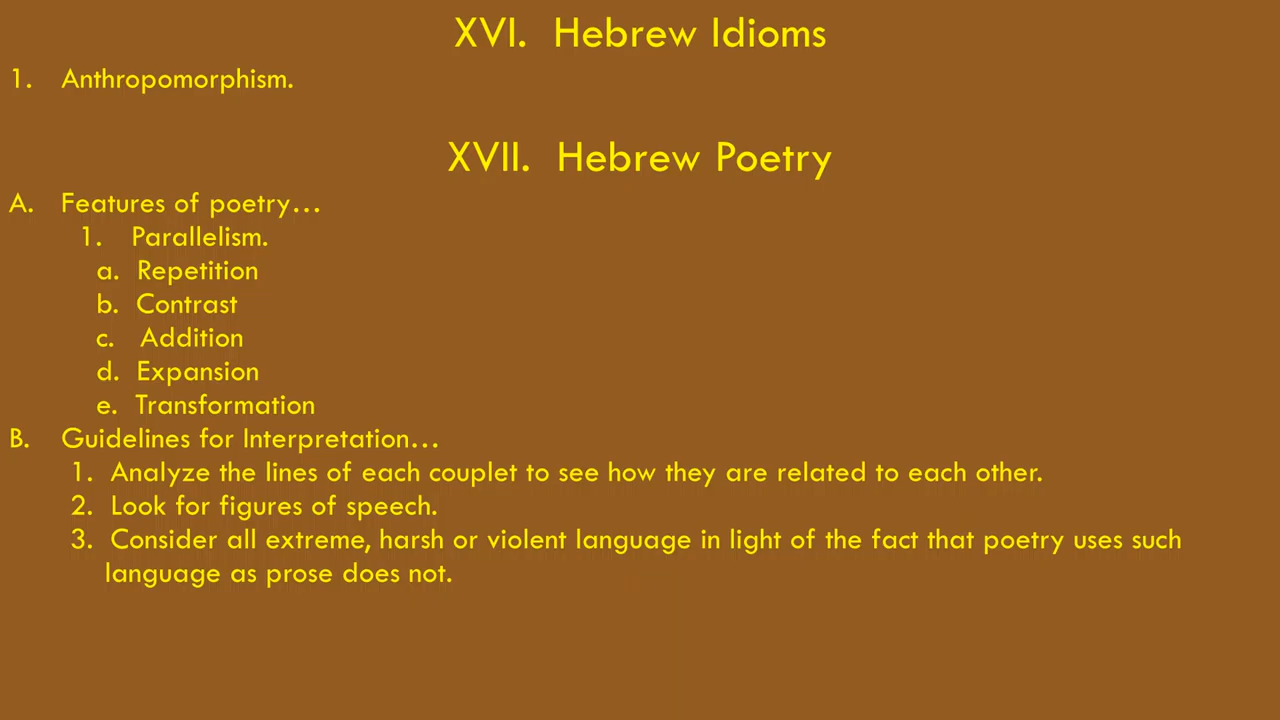 XVI. Hebrew Idioms
1. Anthropomorphism.
XVII. Hebrew Poetry
A. Features of poetry…
1. Parallelism.
a. Repetition
b. Contrast
c. Addition
d. Expansion
e. Transformation
B. Guidelines for Interpretation…
1. Analyze the lines of each couplet to see how they are related to each other.
2. Look for figures of speech.
3. Consider all extreme, harsh or violent language in light of the fact that poetry uses such
language as prose does not.